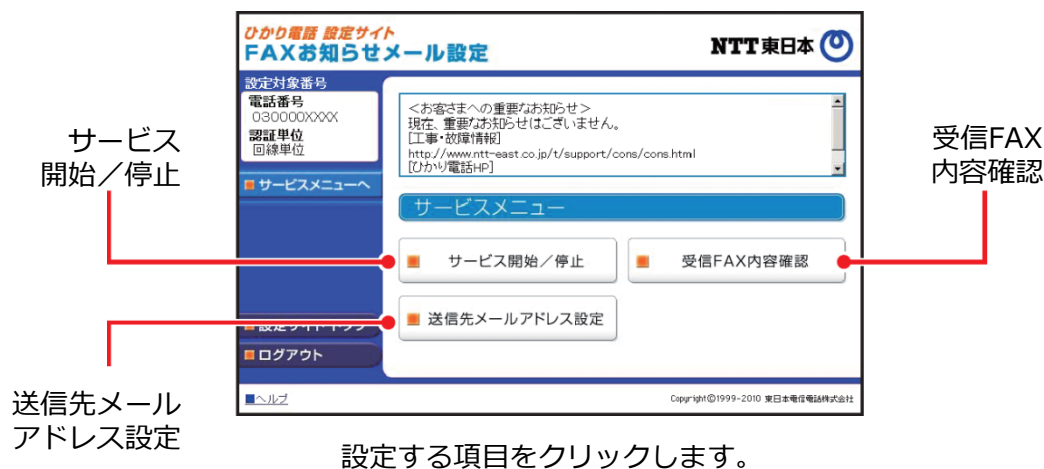 ひかり電話 設定サイト
FAXお知らせメール設定
NTT東日本
設定対象番号
電話番号
030000XXXX
認証単位
回線単位
サービスメニューへ
<お客さまへの重要なお知らせ>
現在、重要なお知らせはございません。
[工事・故障情報]
http://www.ntt-east.co.jp/t/support/cons/cons.html
[ひかり電話HP]
サービスメニュー
サービス開始／停止
受信FAX内容確認
送信先メールアドレス設定
設定サイトトップ
ログアウト
ヘルプ
Copyright©1999-2010 東日本電信電話株式会社
サービス
開始／停止
受信FAX
内容確認
送信先メール
アドレス設定
設定する項目をクリックします。